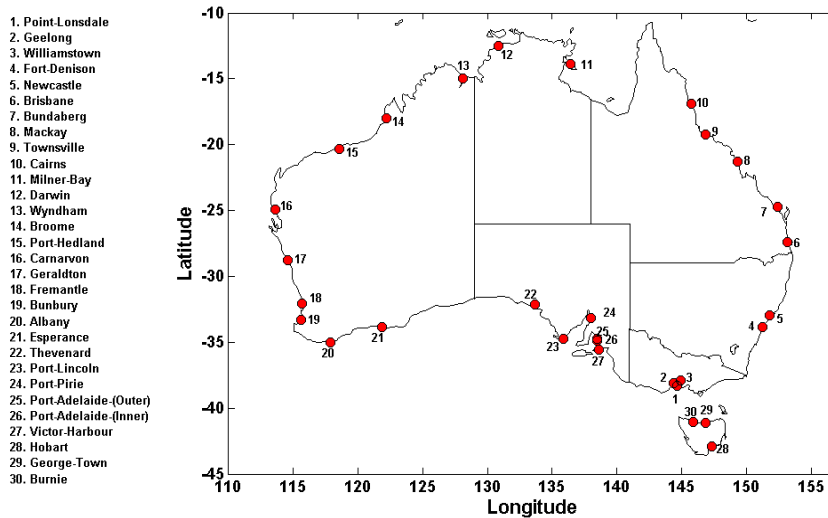 1. Point-Lonsdale
2. Geelong
3. Williamstown
4. Fort-Denison
5. Newcastle
6. Brisbane
7. Bundaberg
8. Mackay
9. Townsville
10. Cairns
11. Milner-Bay
12. Darwin
13. Wyndham
14. Broome
15. Port-Hedland
16. Carnarvon
17. Geraldton
18. Fremantle
19. Bunbury
20. Albany
21. Esperance
22. Thevenard
23. Port-Lincoln
24. Port-Pirie
25. Port-Adelaide-(Outer)
26. Port-Adelaide-(Inner)
27. Victor-Harbour
28. Hobart
29. George-Town
30. Burnie
Latitude
-10
-15
-20
-25
-30
-35
-40
-45
12
13
11
14
10
9
15
8
16
7
6
17
22
18
24
5
19
4
21
25
23
26
20
27
2
3
1
30
29
28
110
115
120
125
130
135
140
145
150
155
Longitude